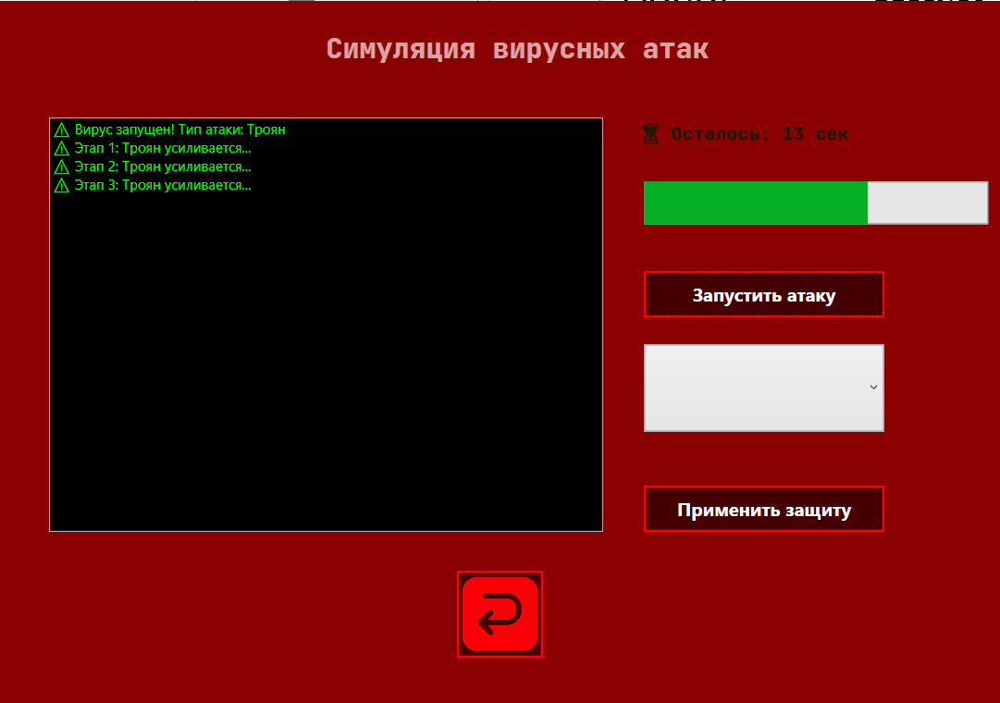 Симуляция вирусных атак
⚠ Вирус запущен! Тип атаки: Троян
⚠ Этап 1: Троян усиливается...
⚠ Этап 2: Троян усиливается...
⚠ Этап 3: Троян усиливается...
⏳ Осталось: 13 сек
Запустить атаку
Применить защиту